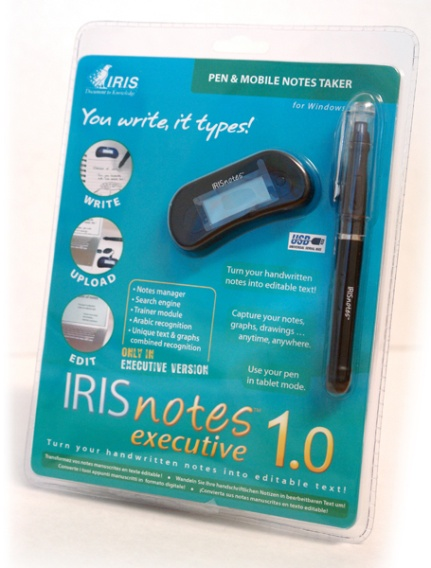 IRIS
Document to Knowledge
PEN & MOBILE NOTES TAKER
for Windows
You write, it types!
IRISnotes™
WRITE
USB
UPLOAD
Turn your handwritten
notes into editable text!
IRISnotes™
• Notes manager
• Search engine
• Trainer module
• Arabic recognition
• Unique text & graphs
combined recognition
Capture your notes,
graphs, drawings ...
anytime, anywhere.
EDIT
ONLY IN
EXECUTIVE VERSION
Use your pen
in tablet mode.
IRISnotes™ 1.0
executive
Turn your handwritten notes into editable text!
Transformez vos notes manuscrites en texte éditable ! • Wandeln Sie Ihre handschriftlichen Notizen in bearbeitbaren Text um!
Converte i tuoi appunti manoscritti in formato digitale! • ¡Convierta sus notas manuscritas en texto editable!